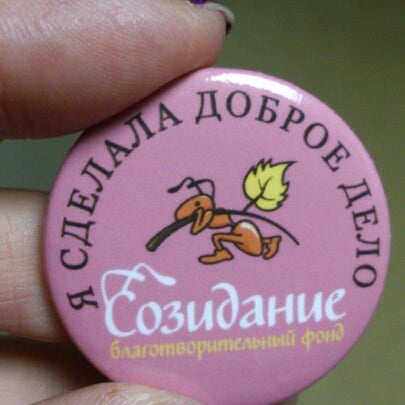 Я СДЕЛАЛА ДОБРОЕ ДЕЛО
Созидание
благотворительный фонд